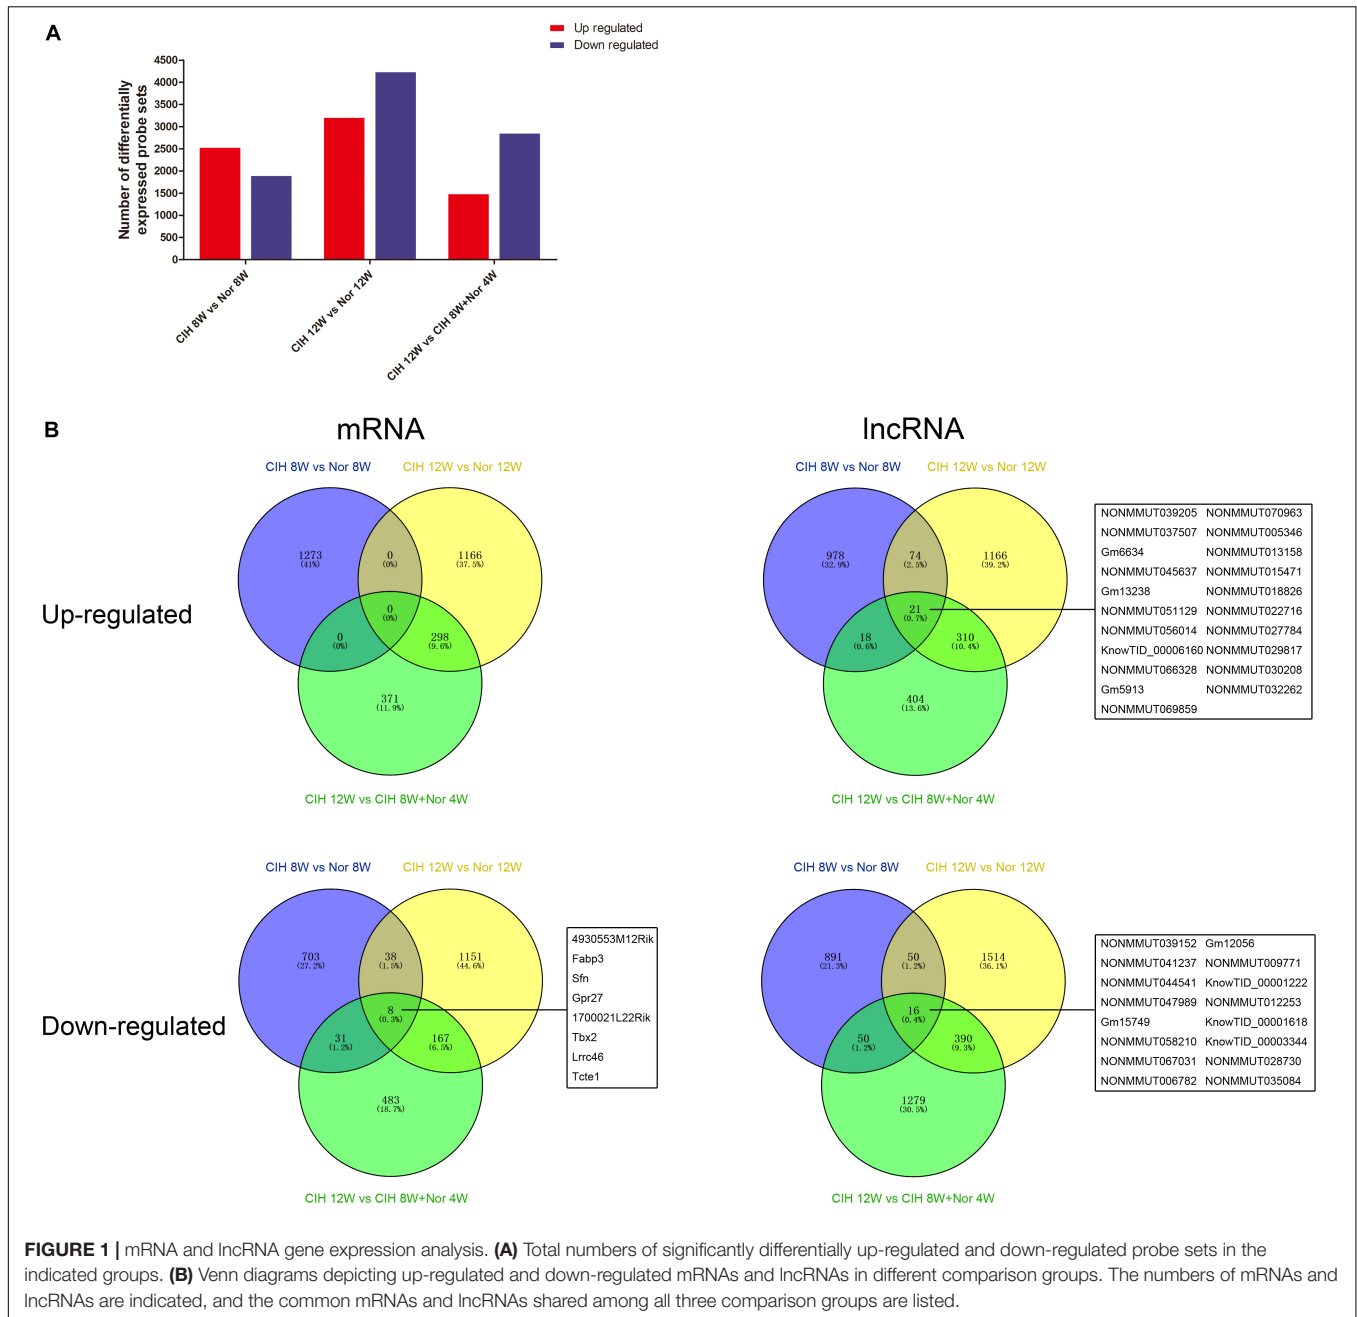 A
Up regulated
Down regulated
Number of differentially
expressed probe sets
4500
4000
3500
3000
2500
2000
1500
1000
500
0
CIH 8W vs Nor 8W
CIH 12W vs Nor 12W
CIH 12W vs CIH 8W+Nor 4W
B
mRNA
lncRNA
Up-regulated
CIH 8W vs Nor 8W
CIH 12W vs Nor 12W
1273
(41%)
0
(0%)
1166
(37.5%)
0
(0%)
0
(0%)
298
(9.6%)
371
(11.9%)
CIH 12W vs CIH 8W+Nor 4W
CIH 8W vs Nor 8W
CIH 12W vs Nor 12W
978
(32.9%)
74
(2.5%)
1166
(39.2%)
21
(0.7%)
18
(0.6%)
310
(10.4%)
404
(13.6%)
CIH 12W vs CIH 8W+Nor 4W
NONMMUT039205 NONMMUT070963
NONMMUT037507 NONMMUT005346
Gm6634 NONMMUT013158
NONMMUT045637 NONMMUT015471
Gm13238 NONMMUT018826
NONMMUT051129 NONMMUT022716
NONMMUT056014 NONMMUT027784
KnowTID_00006160 NONMMUT029817
NONMMUT066328 NONMMUT030208
Gm5913 NONMMUT032262
NONMMUT069859
Down-regulated
CIH 8W vs Nor 8W
CIH 12W vs Nor 12W
703
(27.2%)
38
(1.5%)
1151
(44.6%)
8
(0.3%)
31
(1.2%)
167
(6.5%)
483
(18.7%)
CIH 12W vs CIH 8W+Nor 4W
4930553M12Rik
Fabp3
Sfn
Gpr27
1700021L22Rik
Tbx2
Lrrc46
Tcte1
CIH 8W vs Nor 8W
CIH 12W vs Nor 12W
891
(21.3%)
50
(1.2%)
1514
(36.1%)
16
(0.4%)
50
(1.2%)
390
(9.3%)
1279
(30.5%)
CIH 12W vs CIH 8W+Nor 4W
NONMMUT039152 Gm12056
NONMMUT041237 NONMMUT009771
NONMMUT044541 KnowTID_00001222
NONMMUT047989 NONMMUT012253
Gm15749 KnowTID_00001618
NONMMUT058210 KnowTID_00003344
NONMMUT067031 NONMMUT028730
NONMMUT006782 NONMMUT035084
FIGURE 1 | mRNA and lncRNA gene expression analysis. (A) Total numbers of significantly differentially up-regulated and down-regulated probe sets in the
indicated groups. (B) Venn diagrams depicting up-regulated and down-regulated mRNAs and lncRNAs in different comparison groups. The numbers of mRNAs and
lncRNAs are indicated, and the common mRNAs and lncRNAs shared among all three comparison groups are listed.